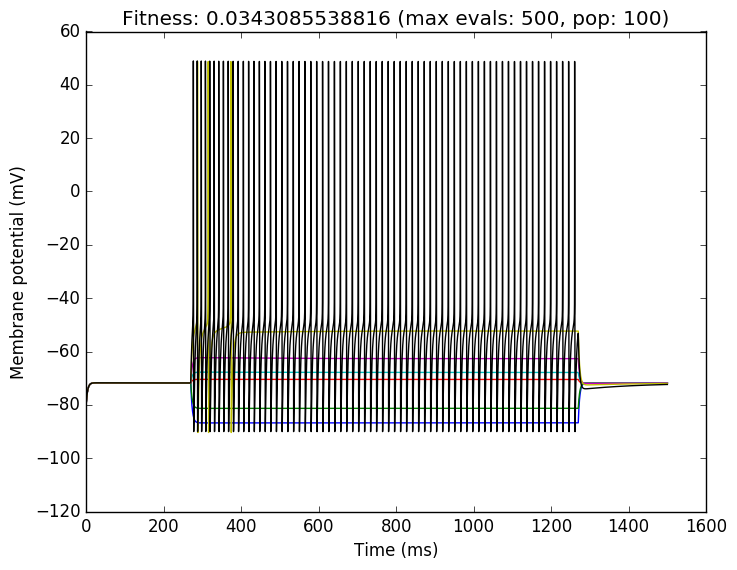 Fitness: 0.0343085538816 (max evals: 500, pop: 100)
60
40
20
0
−20
−40
−60
−80
−100
−120
Membrane potential (mV)
0 200 400 600 800 1000 1200 1400 1600
Time (ms)